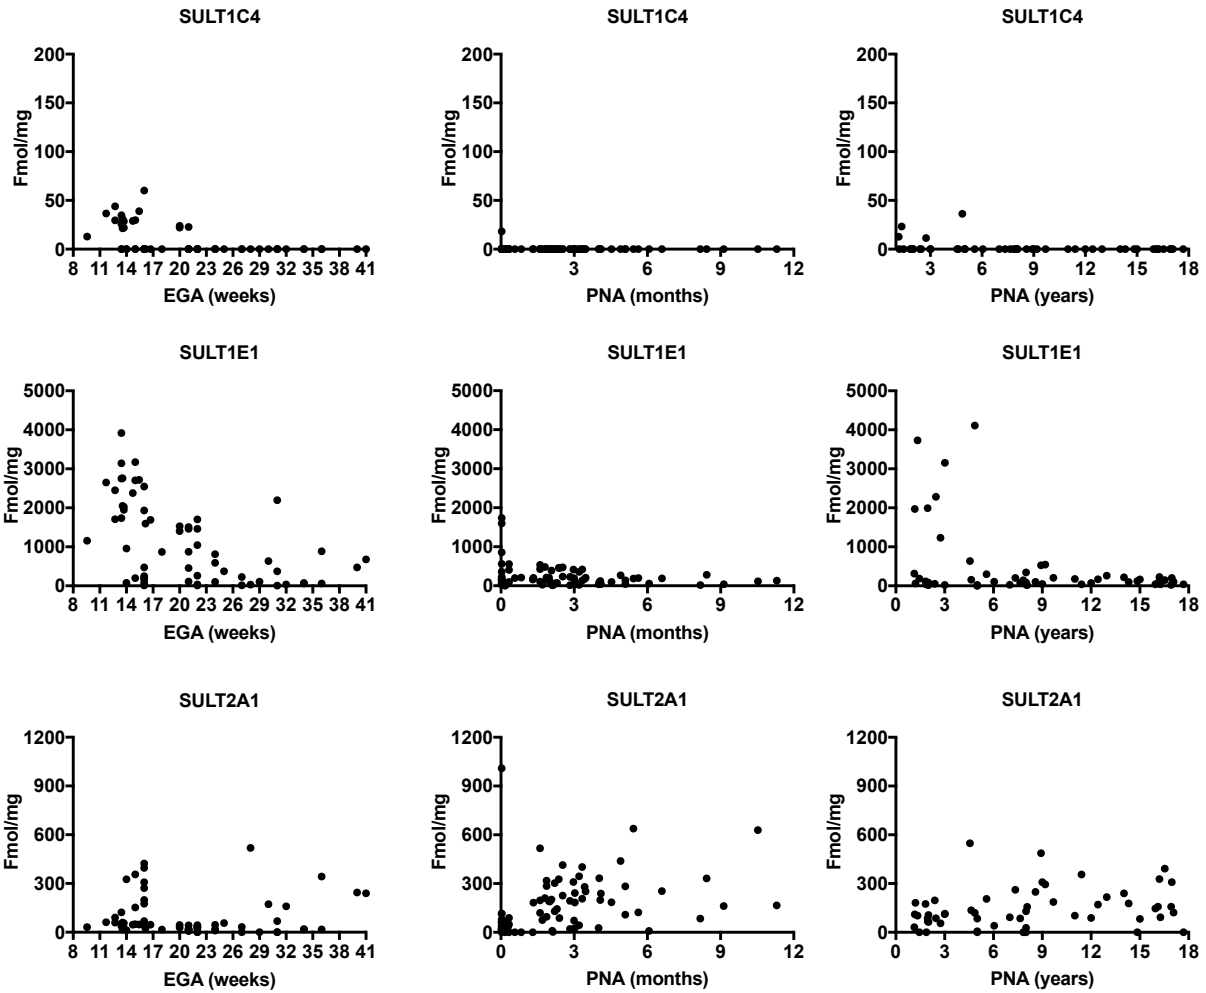 SULT1C4 SULT1C4 SULT1C4
200 200 200
150 150 150
100 100 100
50 50 50
0 0 0
Fmol/mg Fmol/mg Fmol/mg
8 11 14 17 20 23 26 29 32 35 38 41 3 6 9 12 3 6 9 12 15 18
EGA (weeks) PNA (months) PNA (years)
SULT1E1 SULT1E1 SULT1E1
5000 5000 5000
4000 4000 4000
3000 3000 3000
2000 2000 2000
1000 1000 1000
0 0 0
Fmol/mg Fmol/mg Fmol/mg
8 11 14 17 20 23 26 29 32 35 38 41 0 3 6 9 12 0 3 6 9 12 15 18
EGA (weeks) PNA (months) PNA (years)
SULT2A1 SULT2A1 SULT2A1
1200 1200 1200
900 900 900
600 600 600
300 300 300
0 0 0
Fmol/mg Fmol/mg Fmol/mg
8 11 14 17 20 23 26 29 32 35 38 41 0 3 6 9 12 0 3 6 9 12 15 18
EGA (weeks) PNA (months) PNA (years)